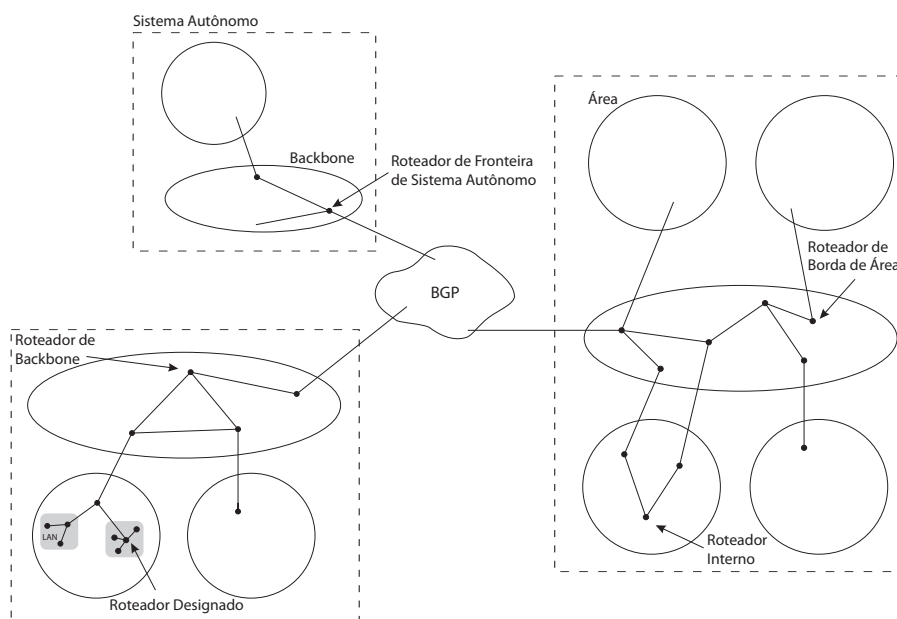 Sistema Autônomo
Backbone
Roteador de Fronteira
de Sistema Autônomo
Área
Roteador de
Borda de Área
BGP
Roteador de
Backbone
LAN
Roteador Designado
Roteador
Interno